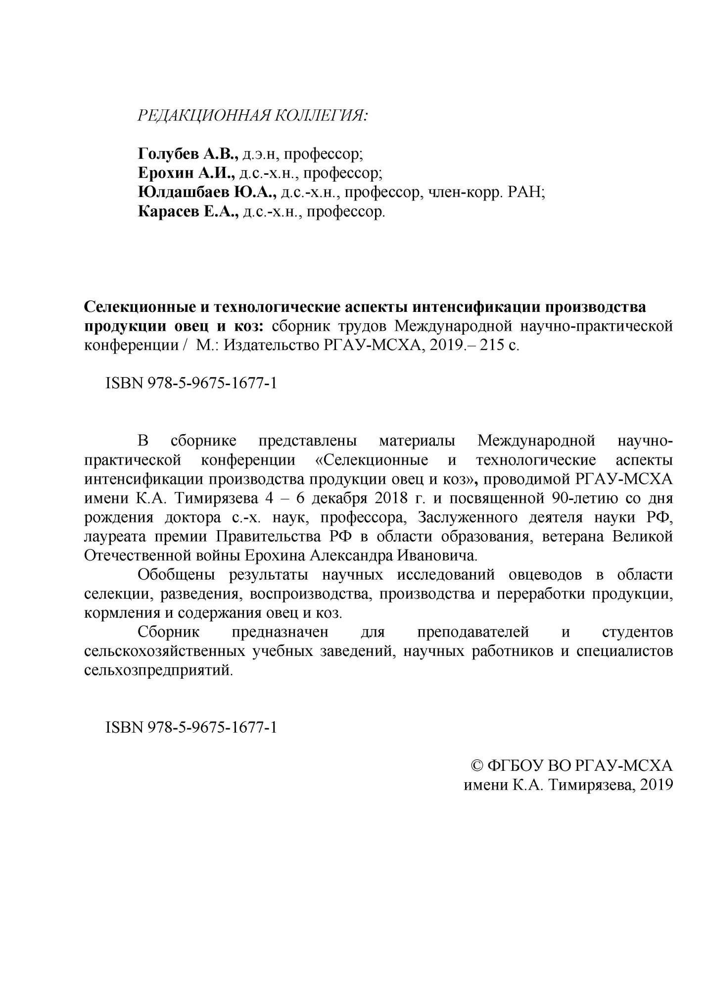 РЕДАКЦИОННАЯ КОЛЛЕГИЯ:
Голубев А.В., д.э.н, профессор;
Ерохин А.И., д.с.-х.н., профессор;
Юлдашбаев Ю.А., д.с.-х.н., профессор, член-корр. РАН;
Карасев Е.А., д.с.-х.н., профессор.
Селекционные и технологические аспекты интенсификации производства
продукции овец и коз: сборник трудов Международной научно-практической
конференции / М.: Издательство РГАУ-МСХА, 2019.– 215 с.
ISBN 978-5-9675-1677-1
В сборнике представлены материалы Международной научно-
практической конференции «Селекционные и технологические аспекты
интенсификации производства продукции овец и коз», проводимой РГАУ-МСХА
имени К.А. Тимирязева 4 – 6 декабря 2018 г. и посвященной 90-летию со дня
рождения доктора с.-х. наук, профессора, Заслуженного деятеля науки РФ,
лауреата премии Правительства РФ в области образования, ветерана Великой
Отечественной войны Ерохина Александра Ивановича.
Обобщены результаты научных исследований овцеводов в области
селекции, разведения, воспроизводства, производства и переработки продукции,
кормления и содержания овец и коз.
Сборник предназначен для преподавателей и студентов
сельскохозяйственных учебных заведений, научных работников и специалистов
сельхозпредприятий.
ISBN 978-5-9675-1677-1
© ФГБОУ ВО РГАУ-МСХА
имени К.А. Тимирязева, 2019